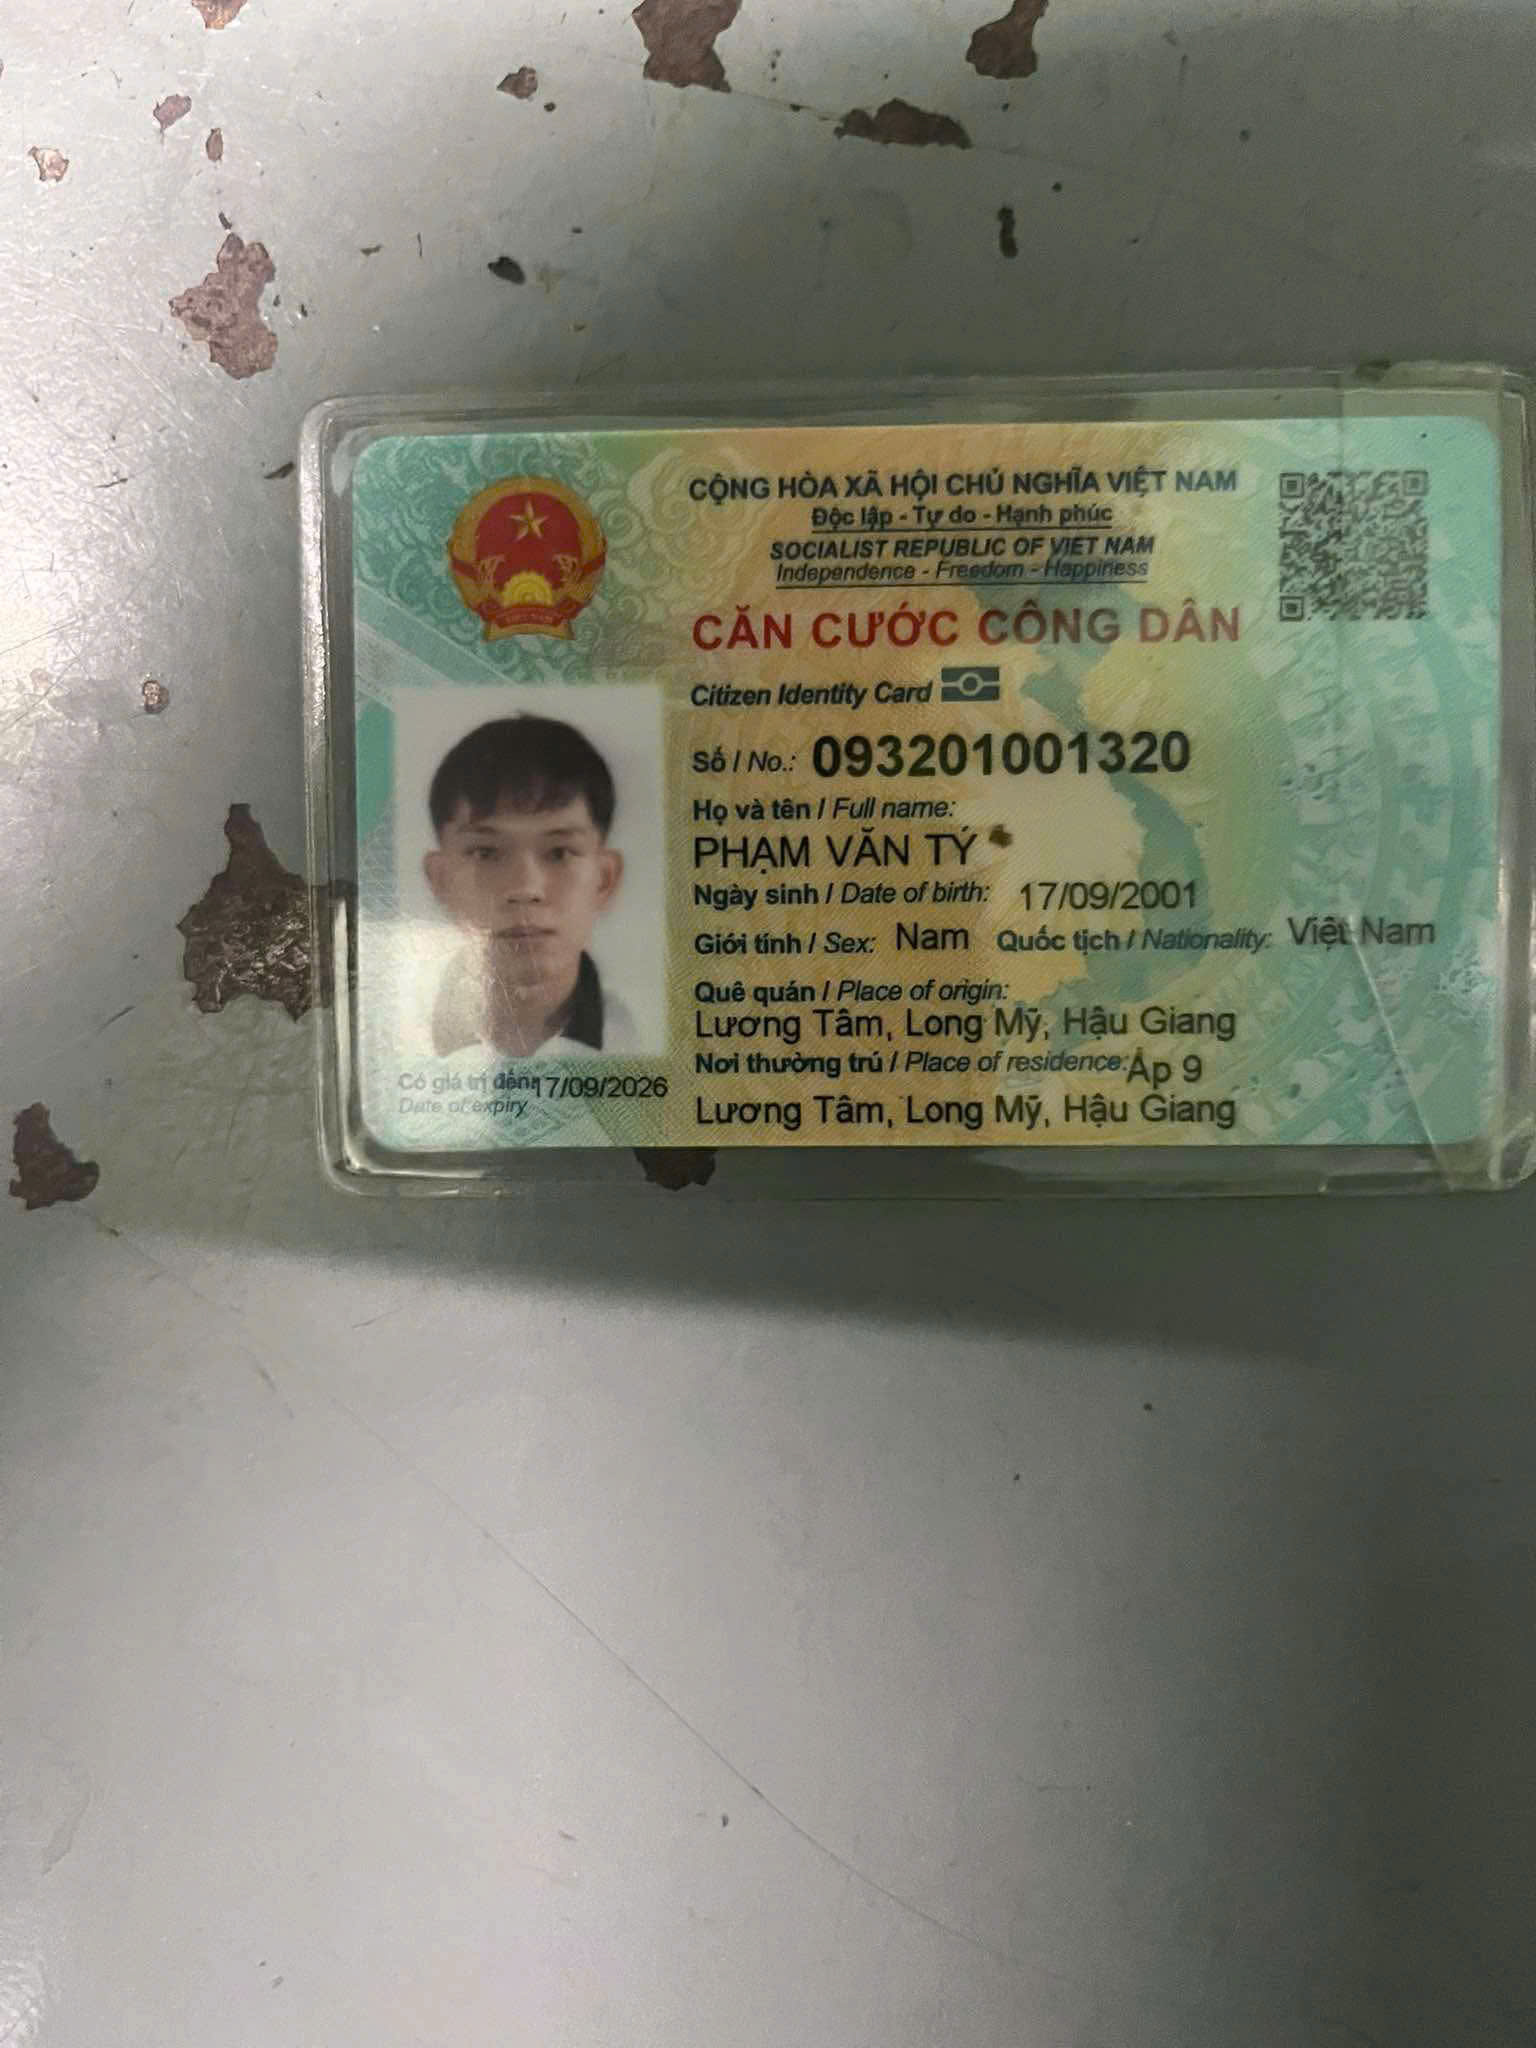 CỘNG HÒA XÃ HỘI CHỦ NGHĨA VIỆT NAM
Độc lập - Tự do - Hạnh phúc
SOCIALIST REPUBLIC OF VIET NAM
Independence - Freedom - Happiness
CĂN CƯỚC CÔNG DÂN
Citizen Identity Card
Số / No.: 093201001320
Họ và tên / Full name:
PHẠM VĂN TÝ
Ngày sinh / Date of birth: 17/09/2001
Giới tính / Sex: Nam Quốc tịch / Nationality: Việt Nam
Quê quán / Place of origin:
Lương Tâm, Long Mỹ, Hậu Giang
Nơi thường trú / Place of residence: Ấp 9
Lương Tâm, Long Mỹ, Hậu Giang
Có giá trị đến: 17/09/2026
Date of expiry